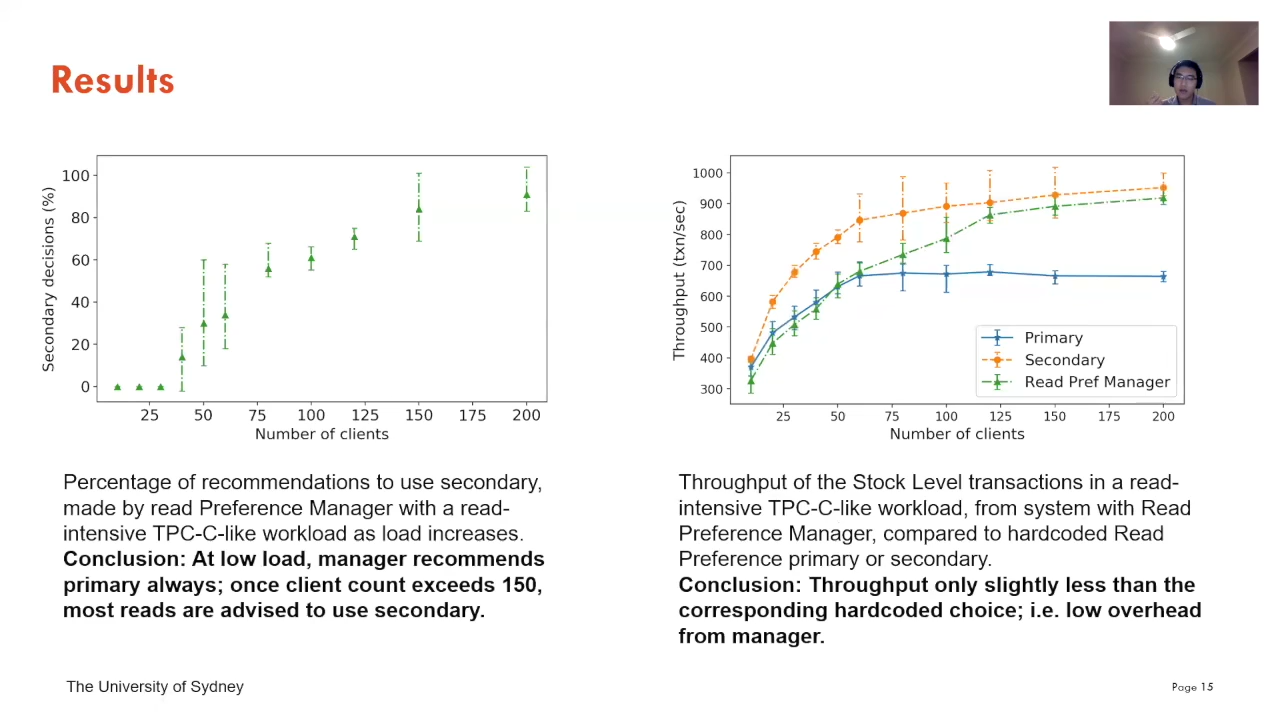 Results
100
80
60
40
20
0
Secondary decisions (%)
25 50 75 100 125 150 175 200
Number of clients
1000
900
800
700
600
500
400
300
Throughput (txn/sec)
Primary
Secondary
Read Pref Manager
25 50 75 100 125 150 175 200
Number of clients
Percentage of recommendations to use secondary,
made by read Preference Manager with a read-
intensive TPC-C-like workload as load increases.
Conclusion: At low load, manager recommends
primary always; once client count exceeds 150,
most reads are advised to use secondary.
Throughput of the Stock Level transactions in a read-
intensive TPC-C-like workload, from system with Read
Preference Manager, compared to hardcoded Read
Preference primary or secondary.
Conclusion: Throughput only slightly less than the
corresponding hardcoded choice; i.e. low overhead
from manager.
The University of Sydney
Page 15